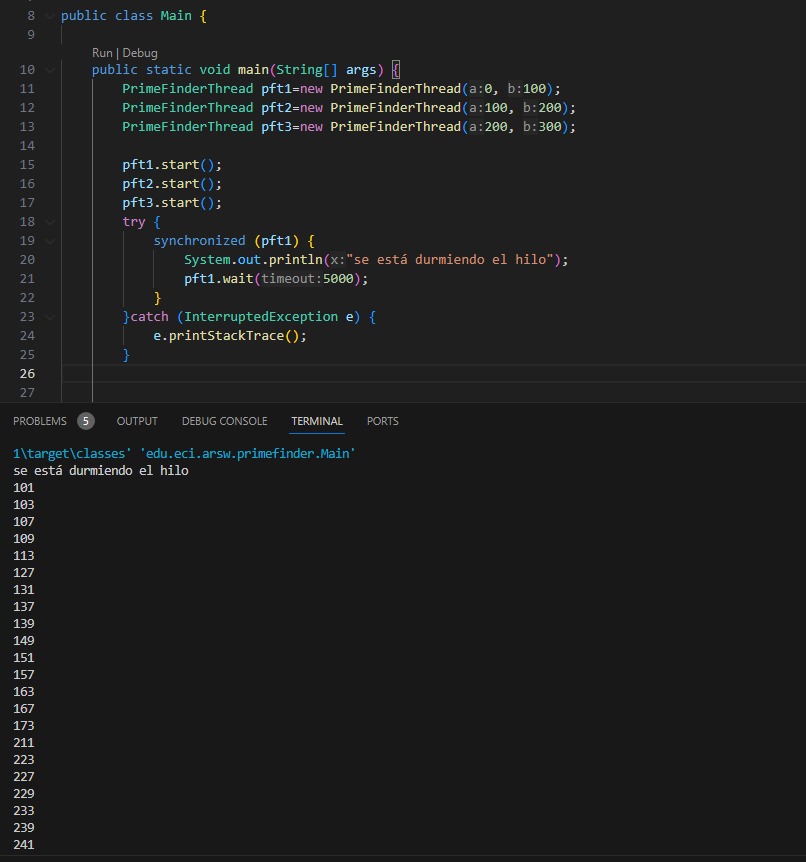 8 public class Main {
9
Run | Debug
10 public static void main(String[] args) {
11 PrimeFinderThread pft1=new PrimeFinderThread(a:0, b:100);
12 PrimeFinderThread pft2=new PrimeFinderThread(a:100, b:200);
13 PrimeFinderThread pft3=new PrimeFinderThread(a:200, b:300);
14
15 pft1.start();
16 pft2.start();
17 pft3.start();
18 try {
19 synchronized (pft1) {
20 System.out.println(x:"se está durmiendo el hilo");
21 pft1.wait(timeout:5000);
22 }
23 }catch (InterruptedException e) {
24 e.printStackTrace();
25 }
26
27
PROBLEMS 5 OUTPUT DEBUG CONSOLE TERMINAL PORTS
1\target\classes' 'edu.eci.arsw.primefinder.Main'
se está durmiendo el hilo
101
103
107
109
113
127
131
137
139
149
151
157
163
167
173
211
223
227
229
233
239
241